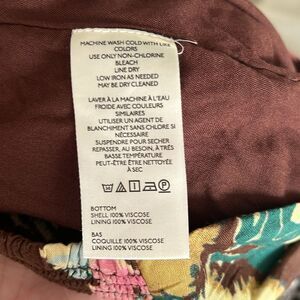 MACHINE WASH COLD WITH LIKE
COLORS
USE ONLY NON-CHLORINE
BLEACH
LINE DRY
LOW IRON AS NEEDED
MAY BE DRY CLEANED
LAVER À LA MACHINE À L'EAU
FROIDE AVEC COULEURS
SIMILAIRES
UTILISER UN AGENT DE
BLANCHIMENT SANS CHLORE SI
NÉCESSAIRE
SUSPENDRE POUR SECHER
REPASSER, AU BESOIN, À TRÈS
BASSE TEMPÉRATURE
PEUT-ÊTRE ÊTRE NETTOYÉE
À SEC
BOTTOM
SHELL 100% VISCOSE
LINING 100% VISCOSE
BAS
COQUILLE 100% VISCOSE
LINING 100% VISCOSE